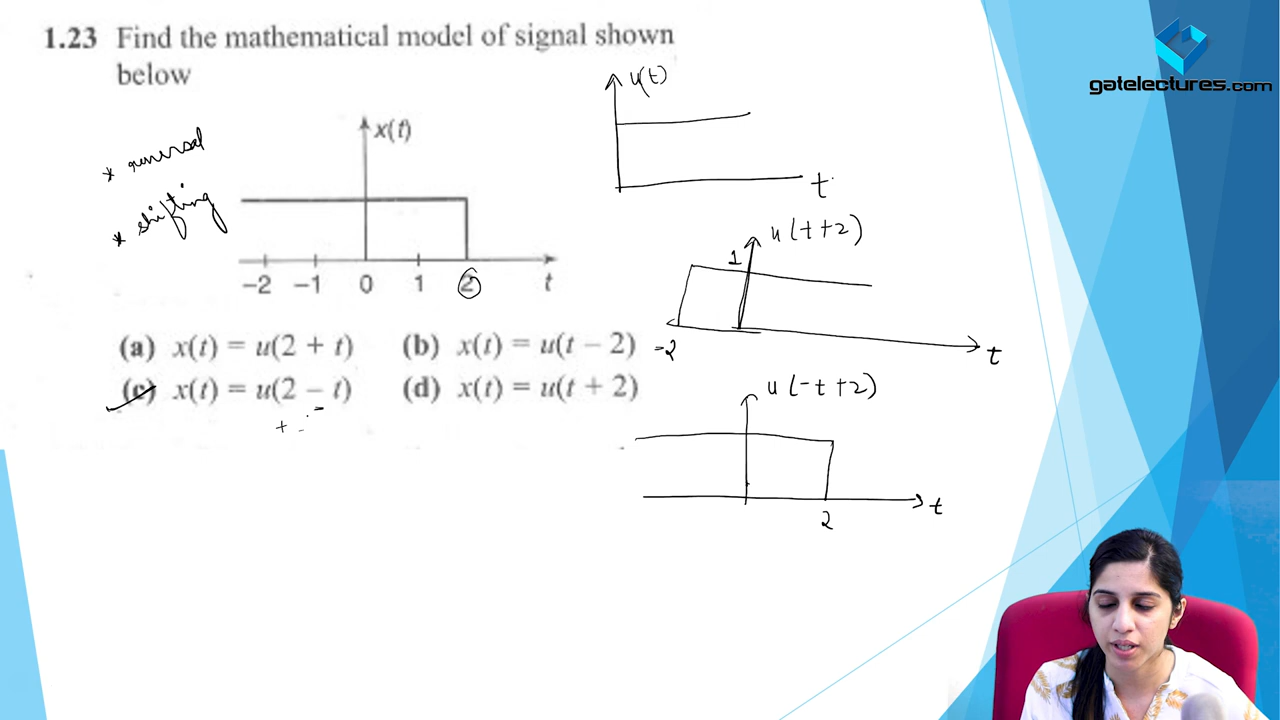 1.23 Find the mathematical model of signal shown
below
x(t)
-2 -1 0 1 2 t
(a) x(t) = u(2 + t) (b) x(t) = u(t − 2)
(c) x(t) = u(2 − t) (d) x(t) = u(t + 2)
+ -
* reversal
* shifting
u(t)
t
u(t+2)
1
-2
t
u(-t+2)
2
t
gatelectures.com